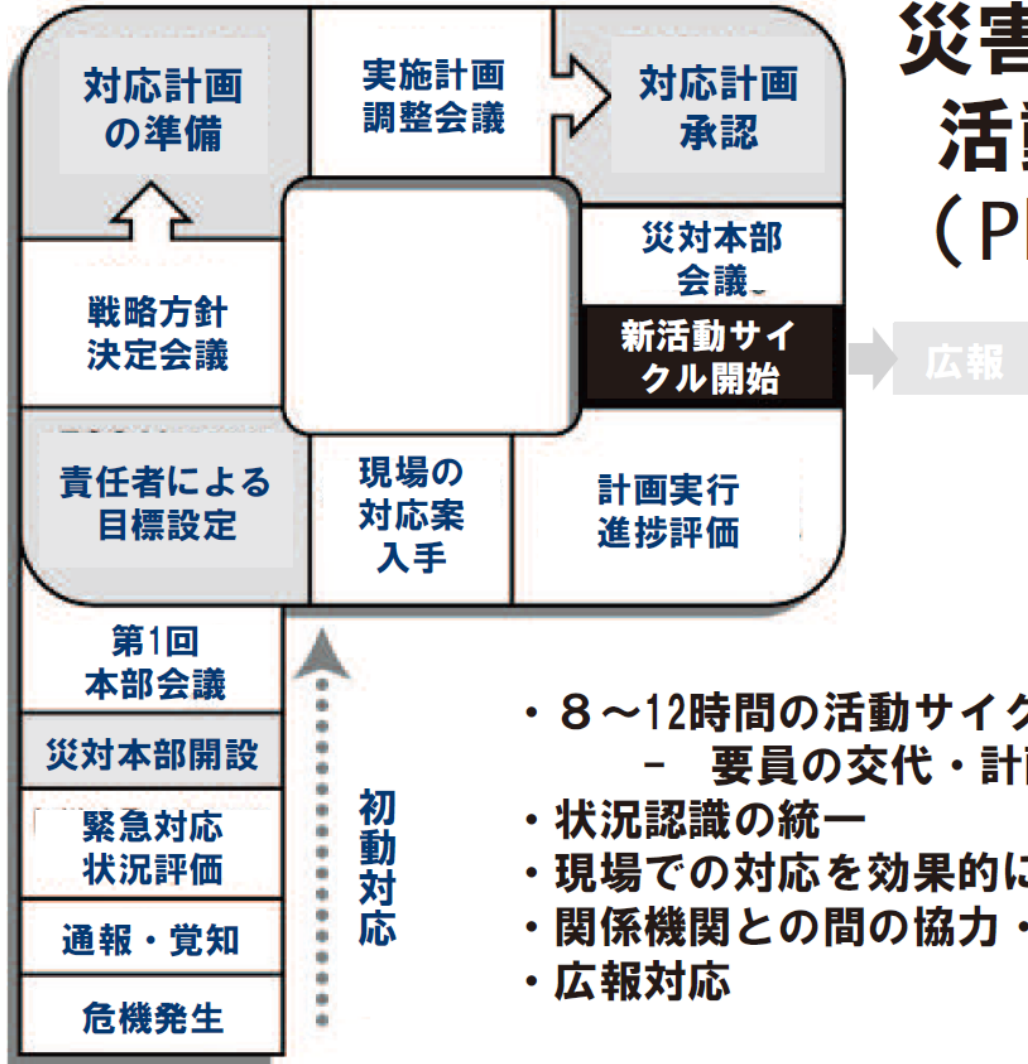 災害
活動
(P
対応計画
の準備
実施計画
調整会議
対応計画
承認
災対本部
会議
戦略方針
決定会議
新活動サイ
クル開始
広報
責任者による
目標設定
現場の
対応案
入手
計画実行
進捗評価
第1回
本部会議
災対本部開設
緊急対応
状況評価
通報・覚知
危機発生
初動対応
・8～12時間の活動サイク
- 要員の交代・計画
・状況認識の統一
・現場での対応を効果的に
・関係機関との間の協力・
・広報対応